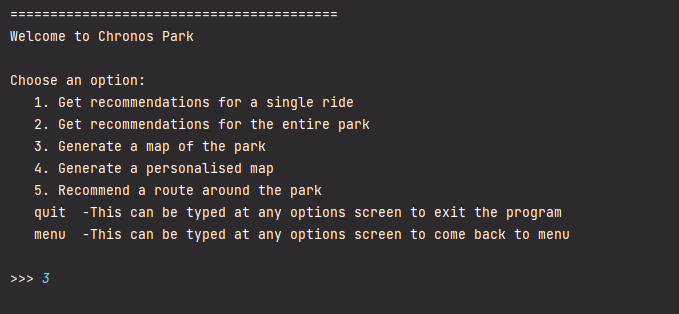 =========================================
Welcome to Chronos Park
Choose an option:
1. Get recommendations for a single ride
2. Get recommendations for the entire park
3. Generate a map of the park
4. Generate a personalised map
5. Recommend a route around the park
quit  -This can be typed at any options screen to exit the program
menu  -This can be typed at any options screen to come back to menu
>>> 3